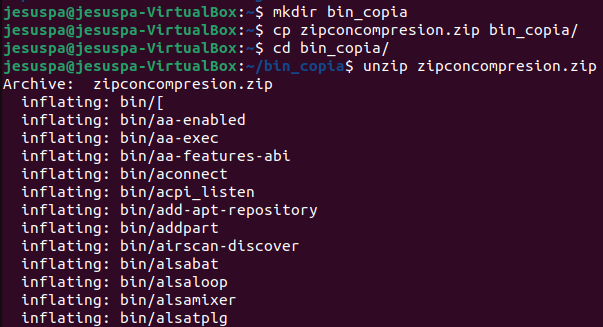 jesuspa@jesuspa-VirtualBox:~$ mkdir bin_copia
jesuspa@jesuspa-VirtualBox:~$ cp zipconcompresion.zip bin_copia/
jesuspa@jesuspa-VirtualBox:~$ cd bin_copia/
jesuspa@jesuspa-VirtualBox:~/bin_copia$ unzip zipconcompresion.zip
Archive:  zipconcompresion.zip
  inflating: bin/[
  inflating: bin/aa-enabled
  inflating: bin/aa-exec
  inflating: bin/aa-features-abi
  inflating: bin/aconnect
  inflating: bin/acpi_listen
  inflating: bin/add-apt-repository
  inflating: bin/addpart
  inflating: bin/airscan-discover
  inflating: bin/alsabat
  inflating: bin/alsaloop
  inflating: bin/alsamixer
  inflating: bin/alsatplg